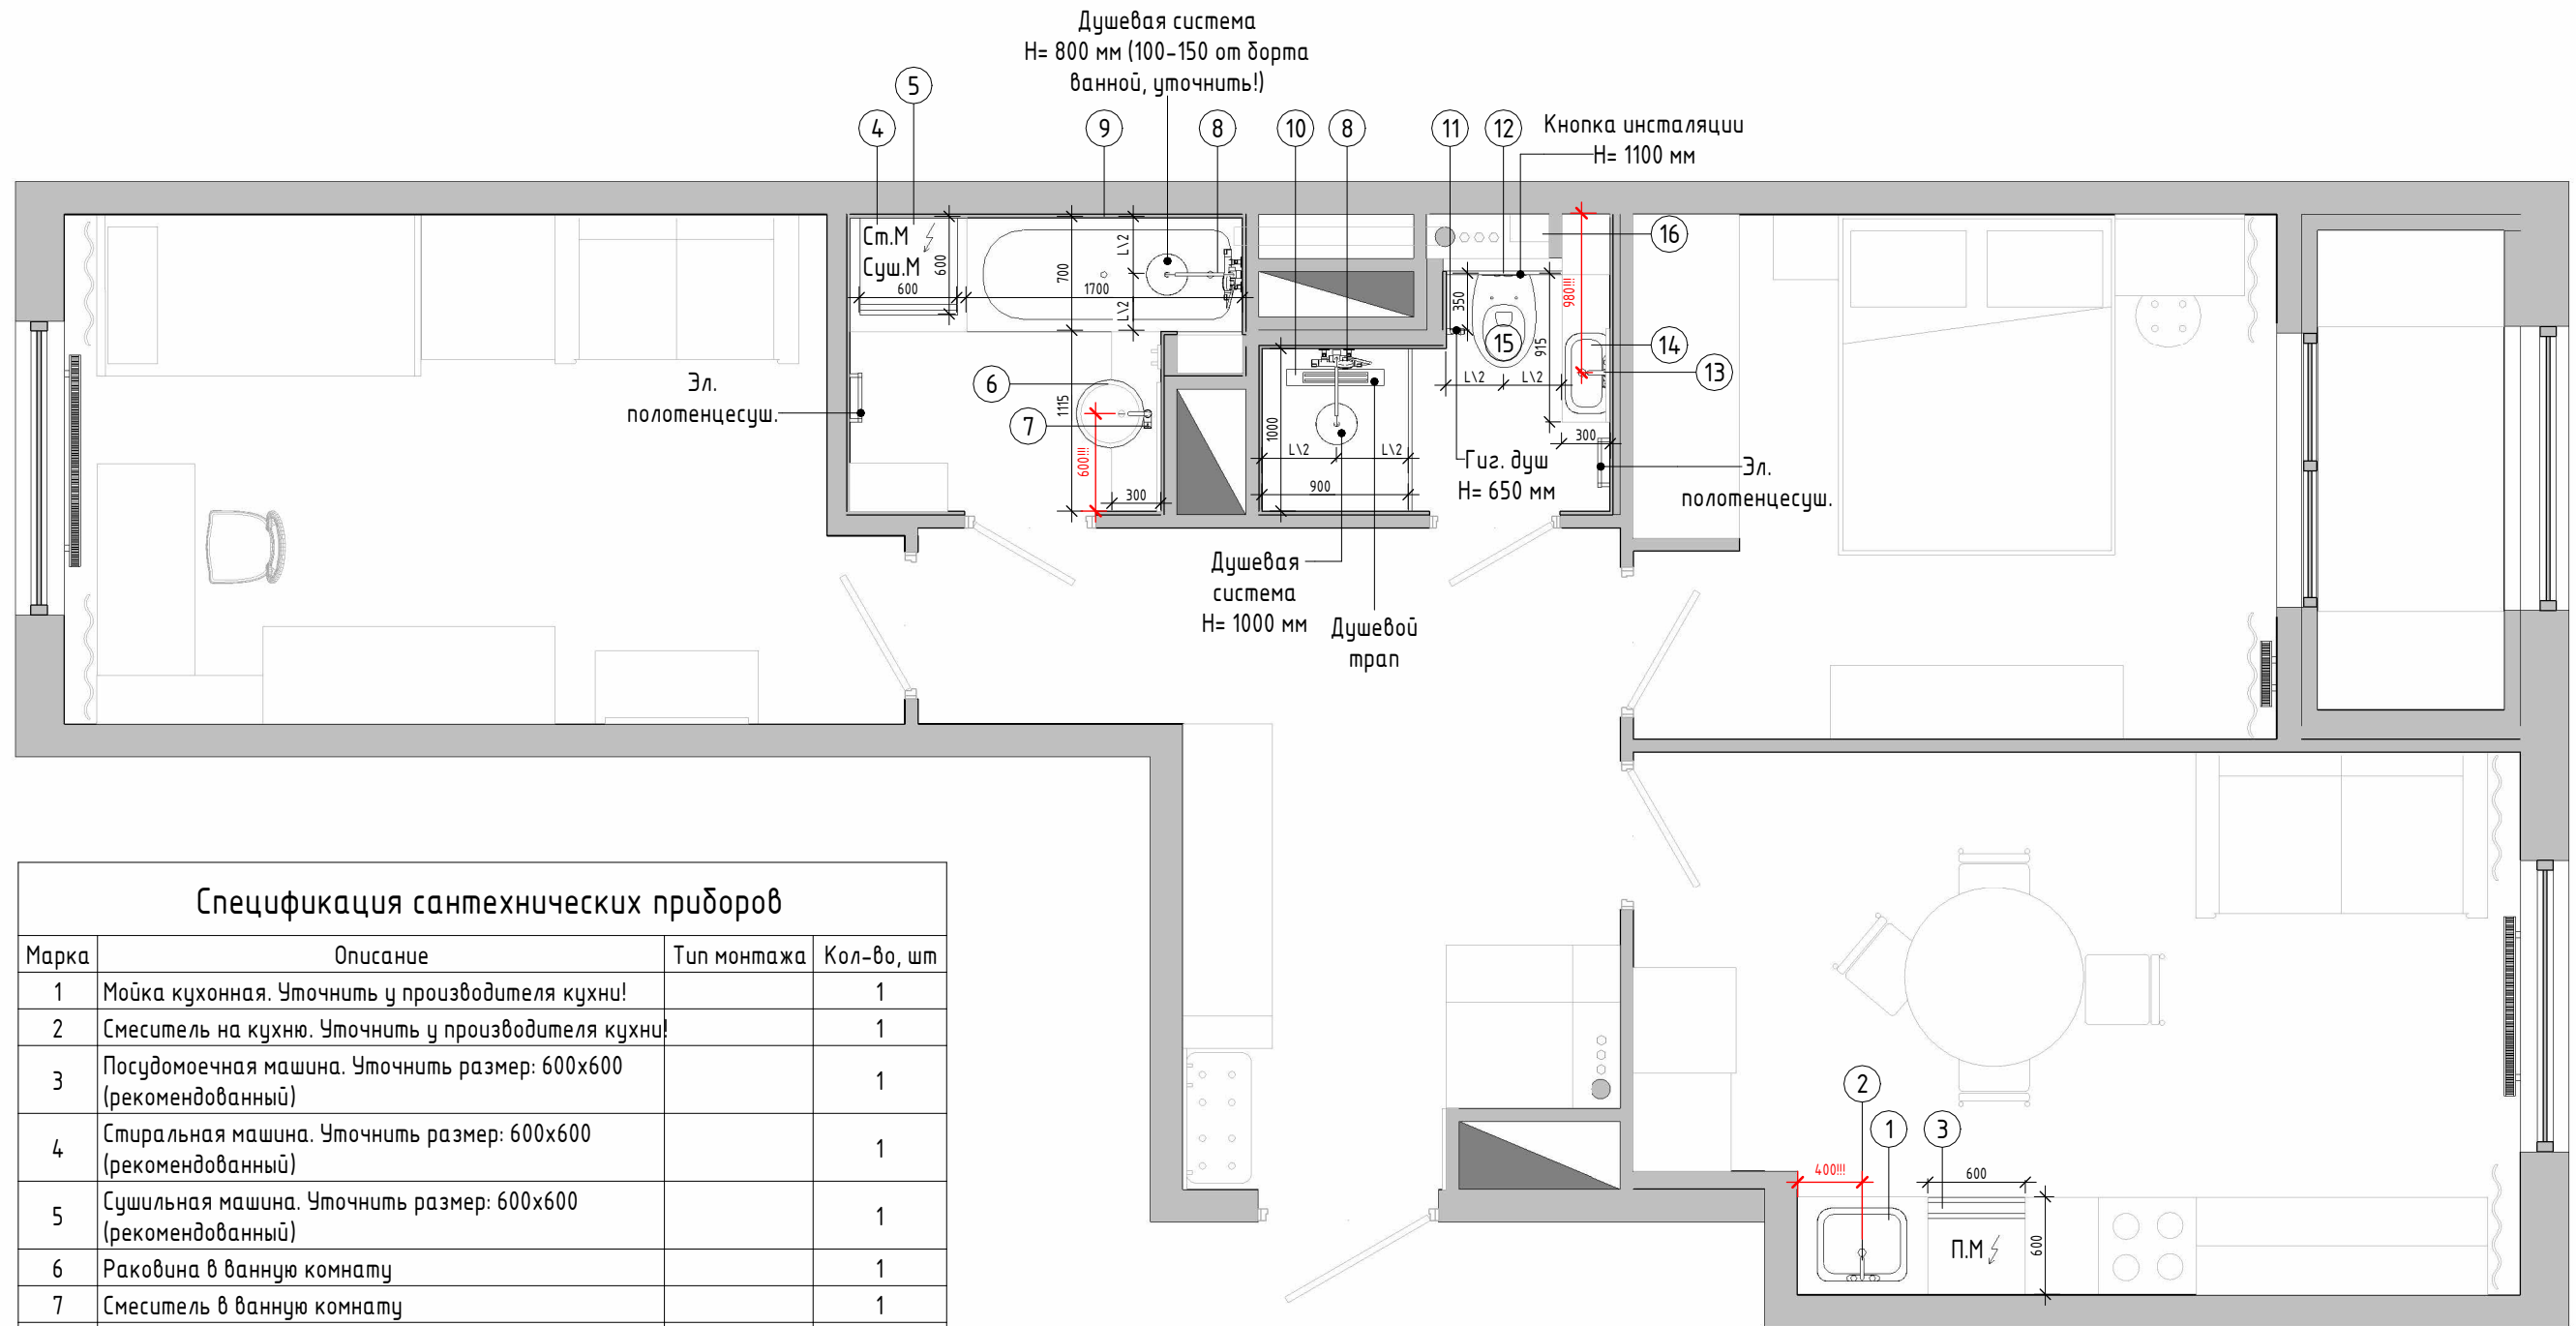 Душевая система
Н= 800 мм (100-150 от борта
ванной, уточнить!)
5
4
9
8
10
8
11
12
Кнопка инсталяции
Н= 1100 мм
Ст.М
Суш.М
600
600
700
1700
L\2
L\2
350
980!!!
16
15
915
14
13
Эл.
полотенцесуш.
6
7
1115
600!!!
300
1000
L\2
L\2
900
L\2
L\2
Гиг. душ
Н= 650 мм
300
Эл.
полотенцесуш.
Душевая
система
Н= 1000 мм
Душевой
трап
2
1
3
400!!!
600
П.М
600
Спецификация сантехнических приборов
Марка Описание Тип монтажа Кол-во, шт
1 Мойка кухонная. Уточнить у производителя кухни! 1
2 Смеситель на кухню. Уточнить у производителя кухни! 1
3 Посудомоечная машина. Уточнить размер: 600х600
(рекомендованный) 1
4 Стиральная машина. Уточнить размер: 600х600
(рекомендованный) 1
5 Сушильная машина. Уточнить размер: 600х600
(рекомендованный) 1
6 Раковина в ванную комнату 1
7 Смеситель в ванную комнату 1